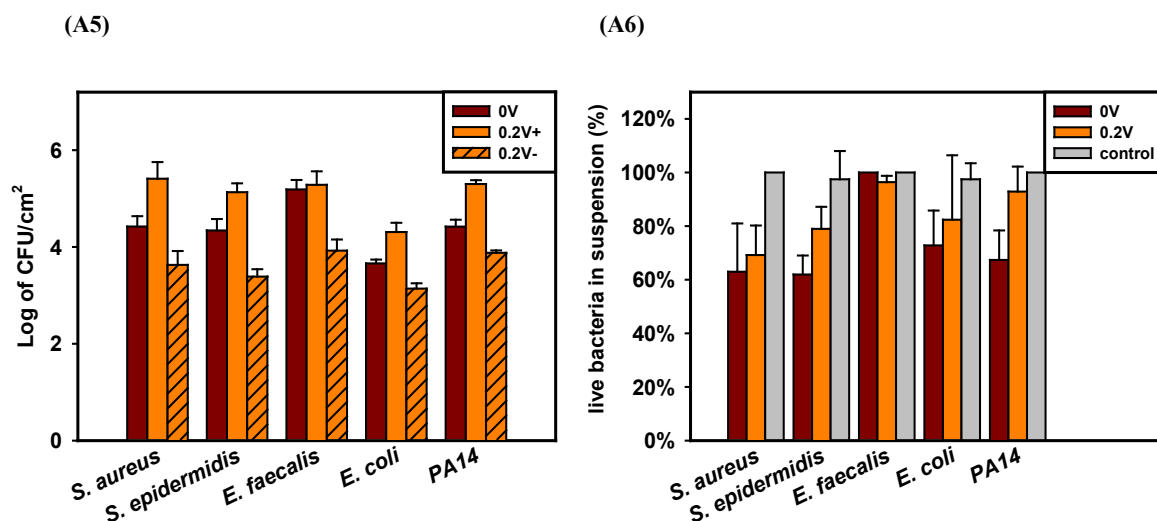 (A5)
Log of CFU/cm²
6
4
2
0
0V
0.2V+
0.2V-
S. aureus
S. epidermidis
E. faecalis
E. coli
PA14
(A6)
live bacteria in suspension (%)
120%
100%
80%
60%
40%
20%
0%
0V
0.2V
control
S. aureus
S. epidermidis
E. faecalis
E. coli
PA14